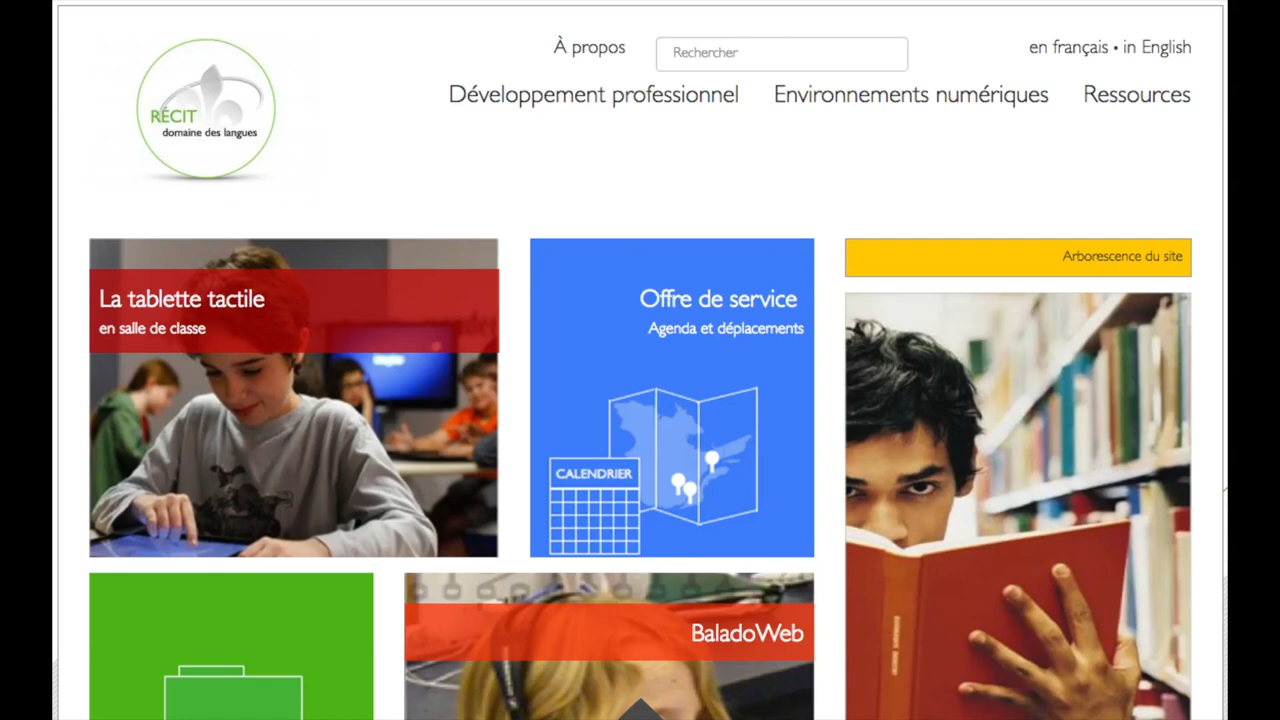 À propos
Rechercher
en français • in English
RÉCIT
domaine des langues
Développement professionnel
Environnements numériques
Ressources
La tablette tactile
en salle de classe
Offre de service
Agenda et déplacements
CALENDRIER
Arborescence du site
BaladoWeb